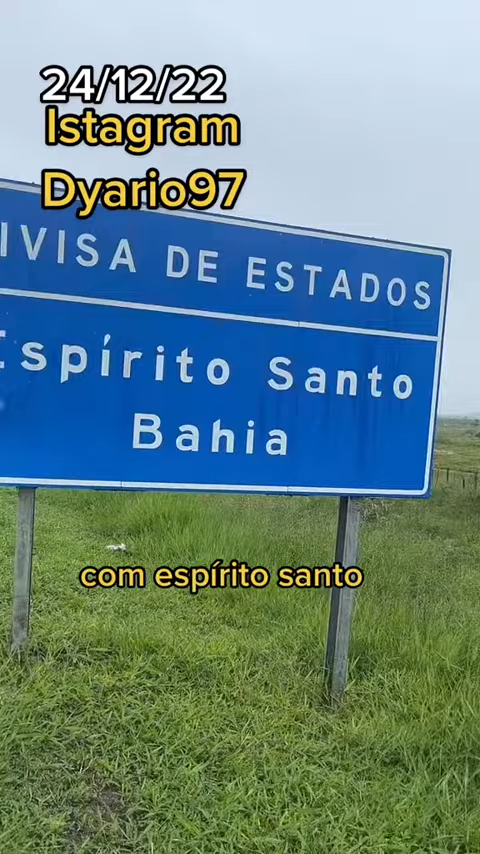 24/12/22
Istagram
Dyario97
IVISA DE ESTADOS
Espírito Santo
Bahia
com espírito santo